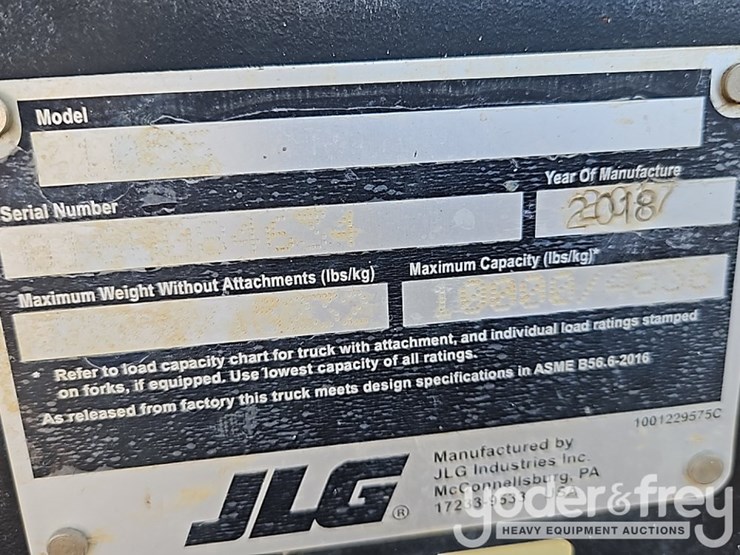 Model
Serial Number
Year Of Manufacture
Maximum Weight Without Attachments (lbs/kg)
Maximum Capacity (lbs/kg)*
* Refer to load capacity chart for truck with attachment, and individual load ratings stamped
on forks, if equipped. Use lowest capacity of all ratings.
As released from factory this truck meets design specifications in ASME B56.6-2016
1001229575C
JLG ®
Manufactured by
JLG Industries Inc.
McConnellsburg, PA
17233-9533 USA
yoder&frey
HEAVY EQUIPMENT AUCTIONS